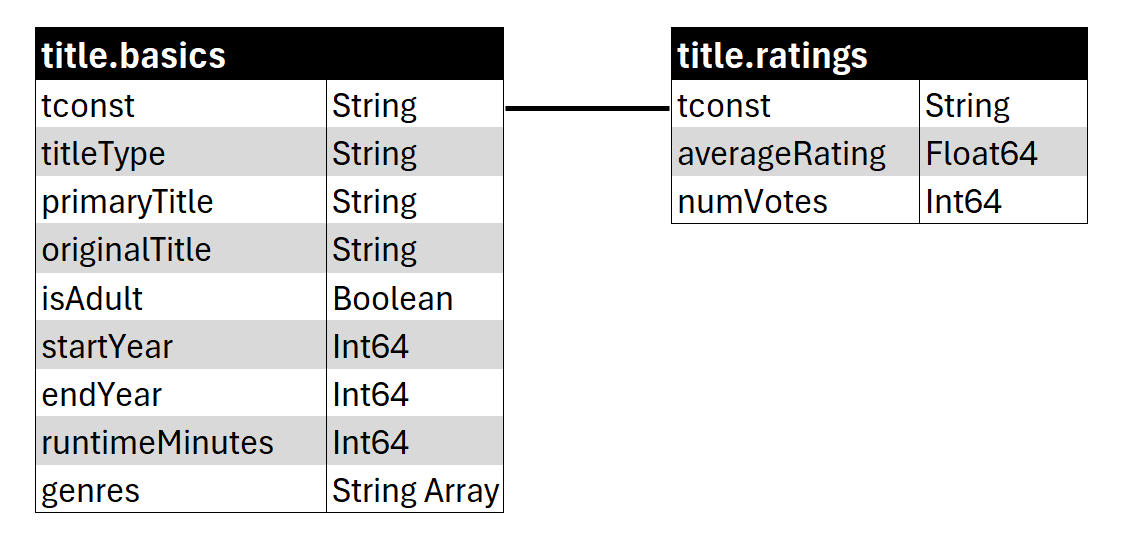 title.basics
tconst String
titleType String
primaryTitle String
originalTitle String
isAdult Boolean
startYear Int64
endYear Int64
runtimeMinutes Int64
genres String Array
title.ratings
tconst String
averageRating Float64
numVotes Int64